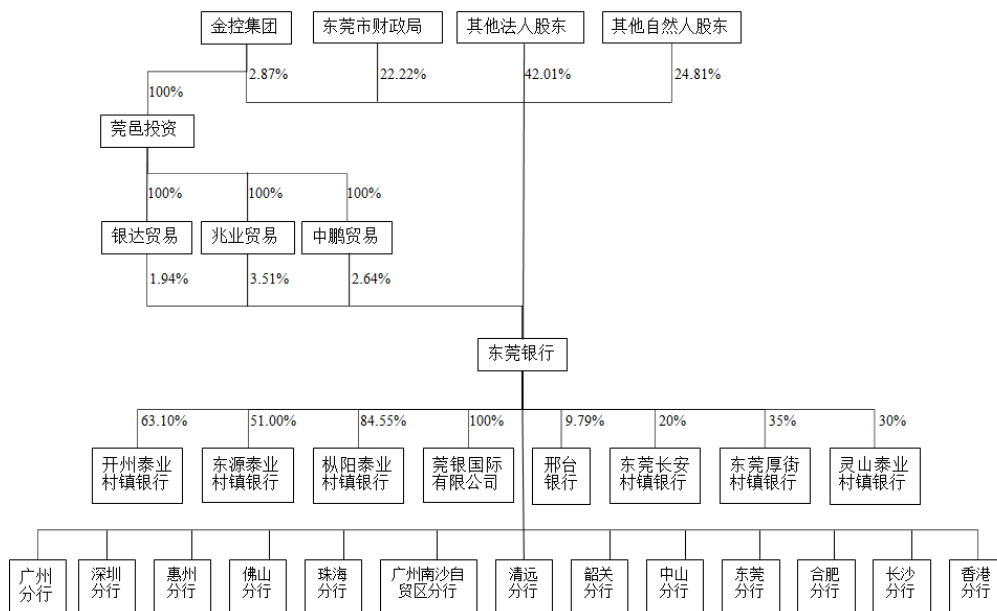 金控集团
东莞市财政局
其他法人股东
其他自然人股东
2.87%
22.22%
42.01%
24.81%
100%
莞邑投资
100%
100%
100%
银达贸易
兆业贸易
中鹏贸易
1.94%
3.51%
2.64%
东莞银行
63.10%
51.00%
84.55%
100%
9.79%
20%
35%
30%
开州泰业
村镇银行
东源泰业
村镇银行
枞阳泰业
村镇银行
莞银国际
有限公司
邢台
银行
东莞长安
村镇银行
东莞厚街
村镇银行
灵山泰业
村镇银行
广州
分行
深圳
分行
惠州
分行
佛山
分行
珠海
分行
广州南沙自
贸区分行
清远
分行
韶关
分行
中山
分行
东莞
分行
合肥
分行
长沙
分行
香港
分行